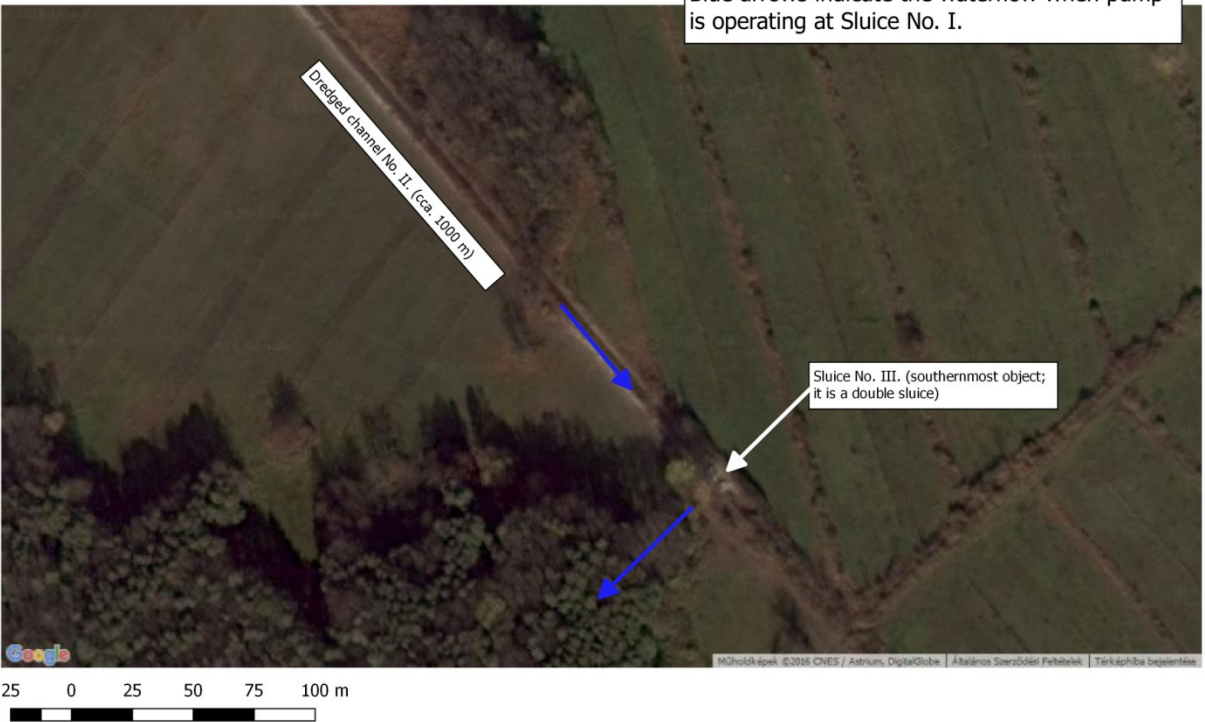 Blue arrows indicate the waterflow when pump
is operating at Sluice No. I.
Dredged channel No. II. (cca. 1000 m)
Sluice No. III. (southernmost object;
it is a double sluice)
Google
Műholdképek ©2016 CNES / Astrium, DigitalGlobe
Általános Szerződési Feltételek
Térképhiba bejelentése
25 0 25 50 75 100 m